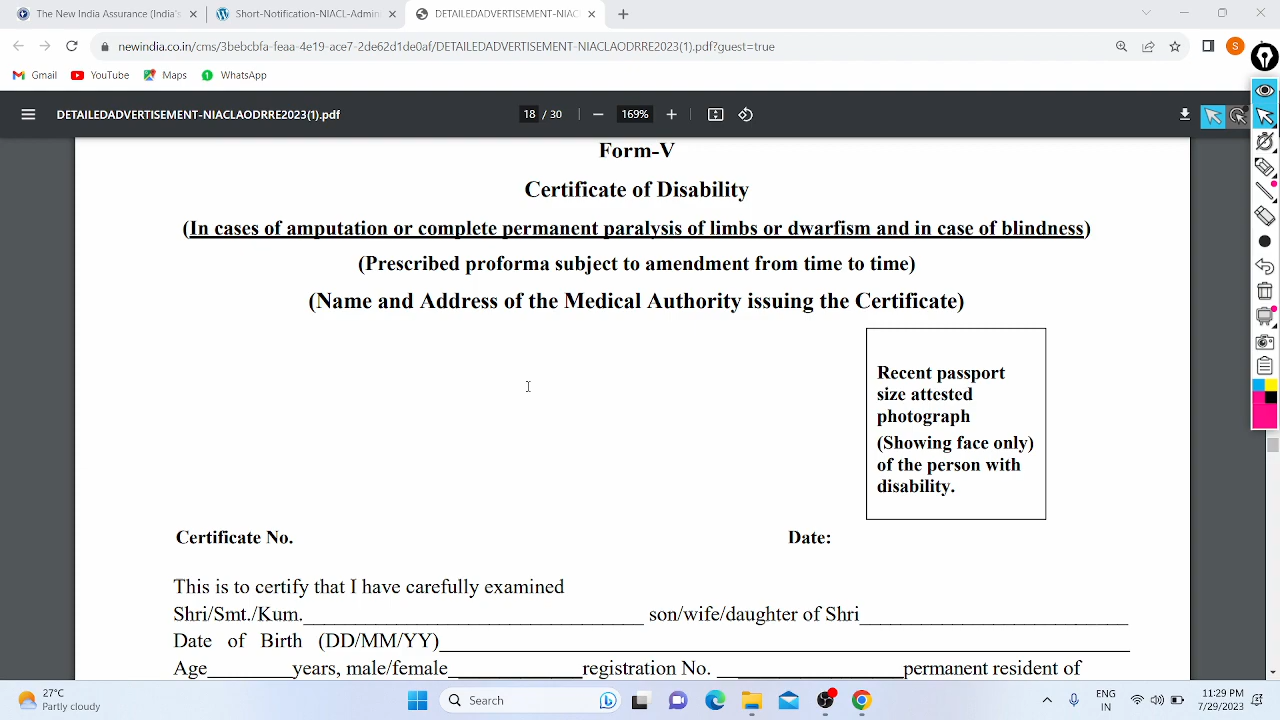 The New India Assurance (India's
Short-Notification-NIACL-Admin
DETAILEDADVERTISEMENT-NIAC
newindia.co.in/cms/3bebcbfa-feaa-4e19-ace7-2de62d1de0af/DETAILEDADVERTISEMENT-NIACLAODRRE2023(1).pdf?guest=true
S
Gmail
YouTube
Maps
1
WhatsApp
DETAILEDADVERTISEMENT-NIACLAODRRE2023(1).pdf
18 / 30
169%
Form-V
Certificate of Disability
(In cases of amputation or complete permanent paralysis of limbs or dwarfism and in case of blindness)
(Prescribed proforma subject to amendment from time to time)
(Name and Address of the Medical Authority issuing the Certificate)
Recent passport
size attested
photograph
(Showing face only)
of the person with
disability.
Certificate No.
Date:
This is to certify that I have carefully examined
Shri/Smt./Kum.__________________________________ son/wife/daughter of Shri___________________________
Date of Birth (DD/MM/YY)______________________________________________________________________
Age________years, male/female____________registration No. __________________permanent resident of
27°C
Partly cloudy
Search
ENG
IN
11:29 PM
7/29/2023